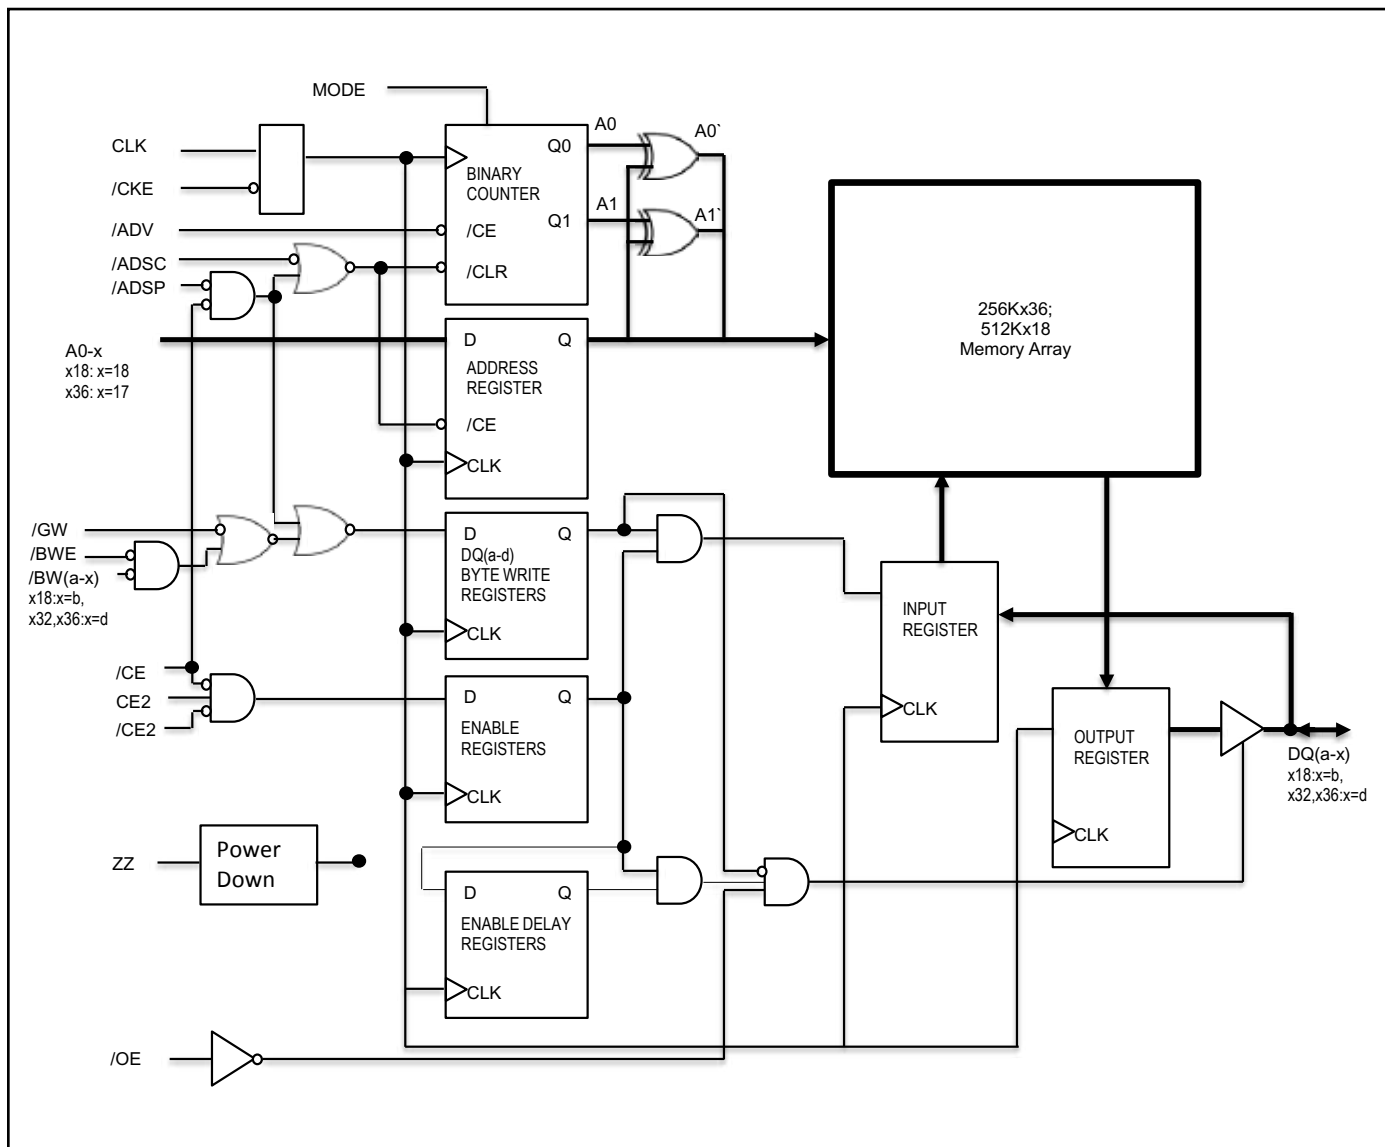 MODE
CLK
/CKE
/ADV
/ADSC
/ADSP
BINARY
COUNTER
Q0
Q1
/CE
/CLR
A0
A0`
A1
A1`
A0-x
x18: x=18
x36: x=17
D
Q
ADDRESS
REGISTER
/CE
CLK
256Kx36;
512Kx18
Memory Array
/GW
/BWE
/BW(a-x)
x18:x=b,
x32,x36:x=d
D
Q
DQ(a-d)
BYTE WRITE
REGISTERS
CLK
INPUT
REGISTER
CLK
/CE
CE2
/CE2
D
Q
ENABLE
REGISTERS
CLK
OUTPUT
REGISTER
CLK
DQ(a-x)
x18:x=b,
x32,x36:x=d
ZZ
Power
Down
D
Q
ENABLE DELAY
REGISTERS
CLK
/OE